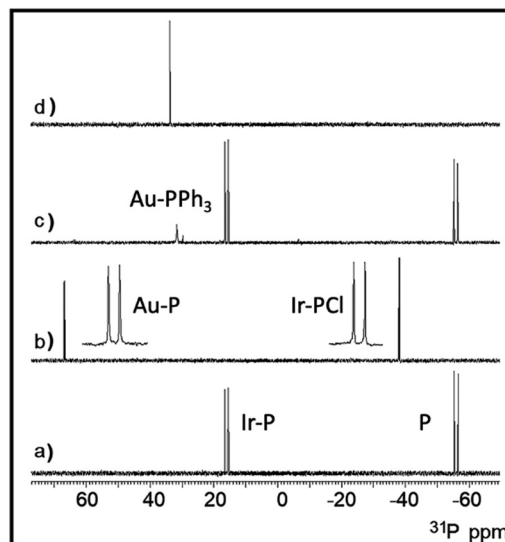 d)
Au-PPh₃
c)
Au-P Ir-PCl
b)
Ir-P P
a)
60 40 20 0 -20 -40 -60
³¹P ppm